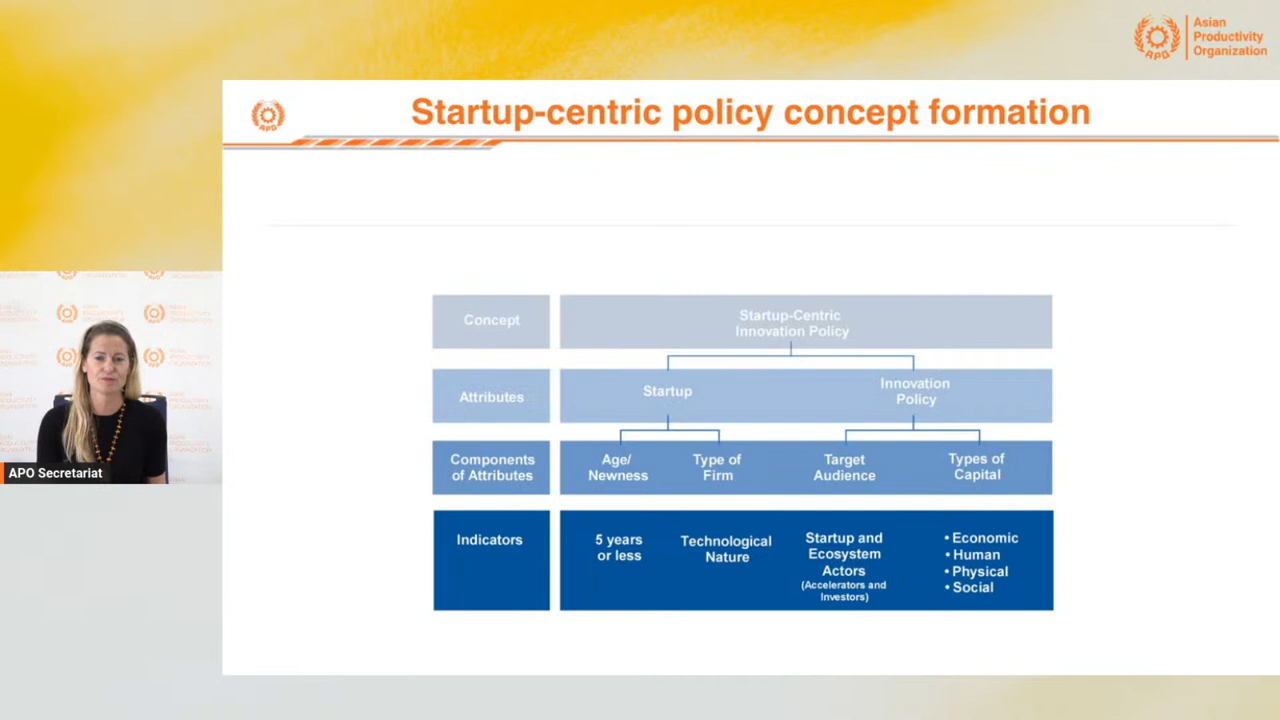 Asian
Productivity
Organization
APO
Startup-centric policy concept formation
APO
Concept
Startup-Centric
Innovation Policy
Attributes
Startup
Innovation
Policy
Components
of Attributes
Age/
Newness
Type of
Firm
Target
Audience
Types of
Capital
Indicators
5 years
or less
Technological
Nature
Startup and
Ecosystem
Actors
(Accelerators and
Investors)
• Economic
• Human
• Physical
• Social
APO Secretariat